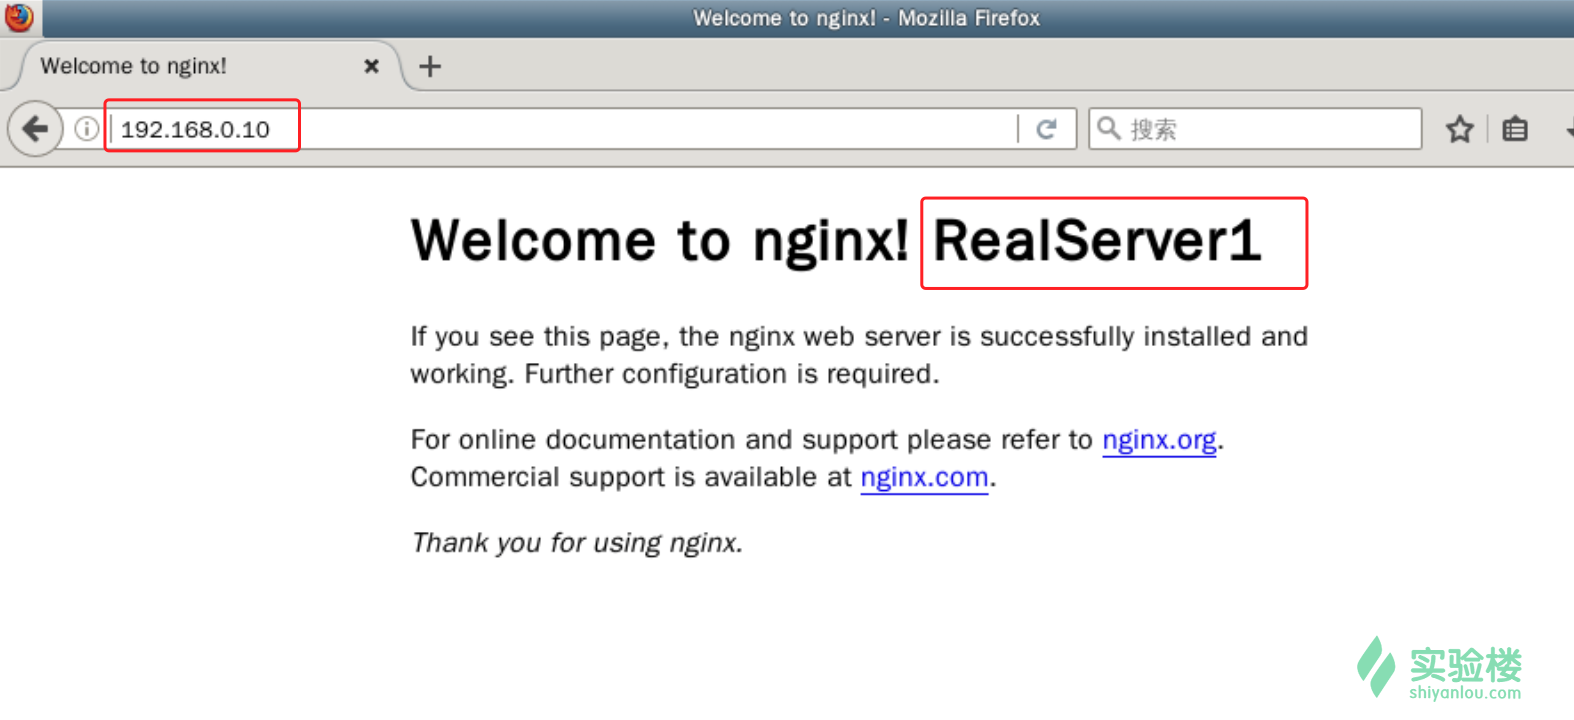 Welcome to nginx! - Mozilla Firefox
Welcome to nginx!
192.168.0.10
搜索
Welcome to nginx! RealServer1
If you see this page, the nginx web server is successfully installed and
working. Further configuration is required.
For online documentation and support please refer to nginx.org.
Commercial support is available at nginx.com.
Thank you for using nginx.
实验楼
shiyanlou.com